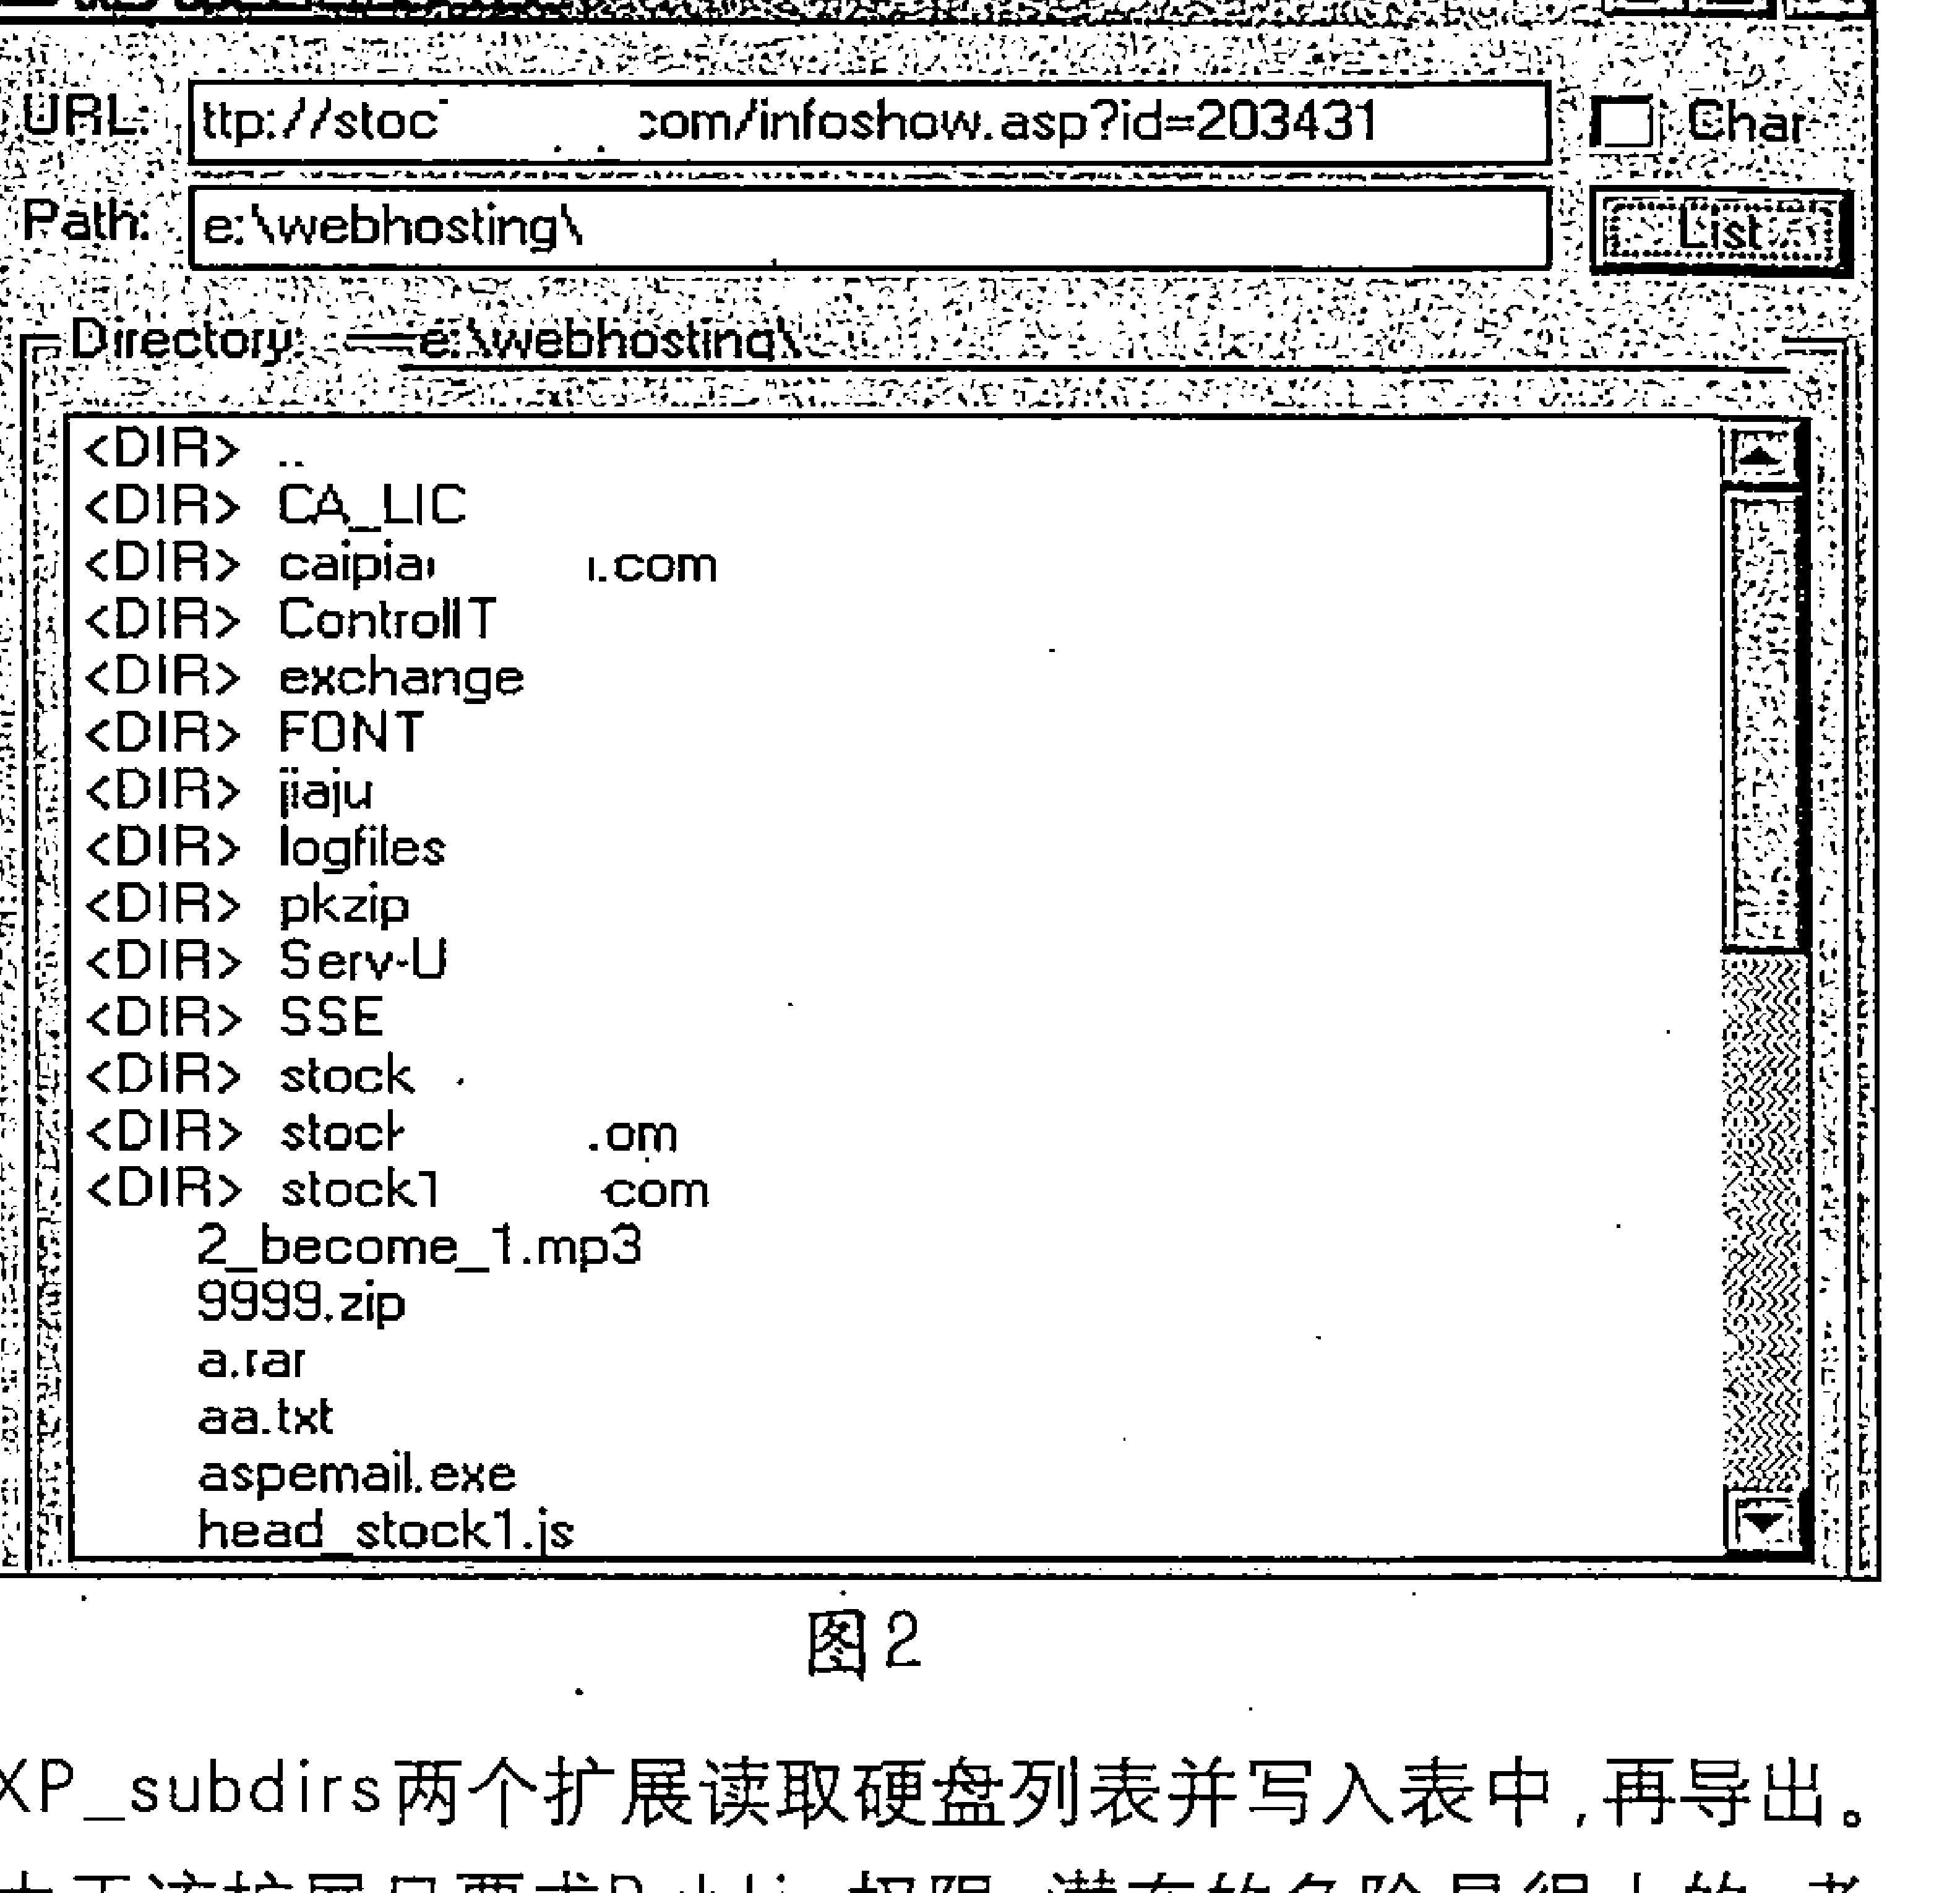 URL: ttp://stoc com/infoshow.asp?id=203431 Char
Path: e:\webhosting\ List
Directory: e:\webhosting\
<DIR> ..
<DIR> CA_LIC
<DIR> caipia .com
<DIR> ControlIT
<DIR> exchange
<DIR> FONT
<DIR> jiaju
<DIR> logfiles
<DIR> pkzip
<DIR> Serv-U
<DIR> SSE
<DIR> stock
<DIR> stock .om
<DIR> stock1 com
2_become_1.mp3
9999.zip
a.rar
aa.txt
aspemail.exe
head_stock1.js
图2
XP_subdirs两个扩展读取硬盘列表并写入表中,再导出。